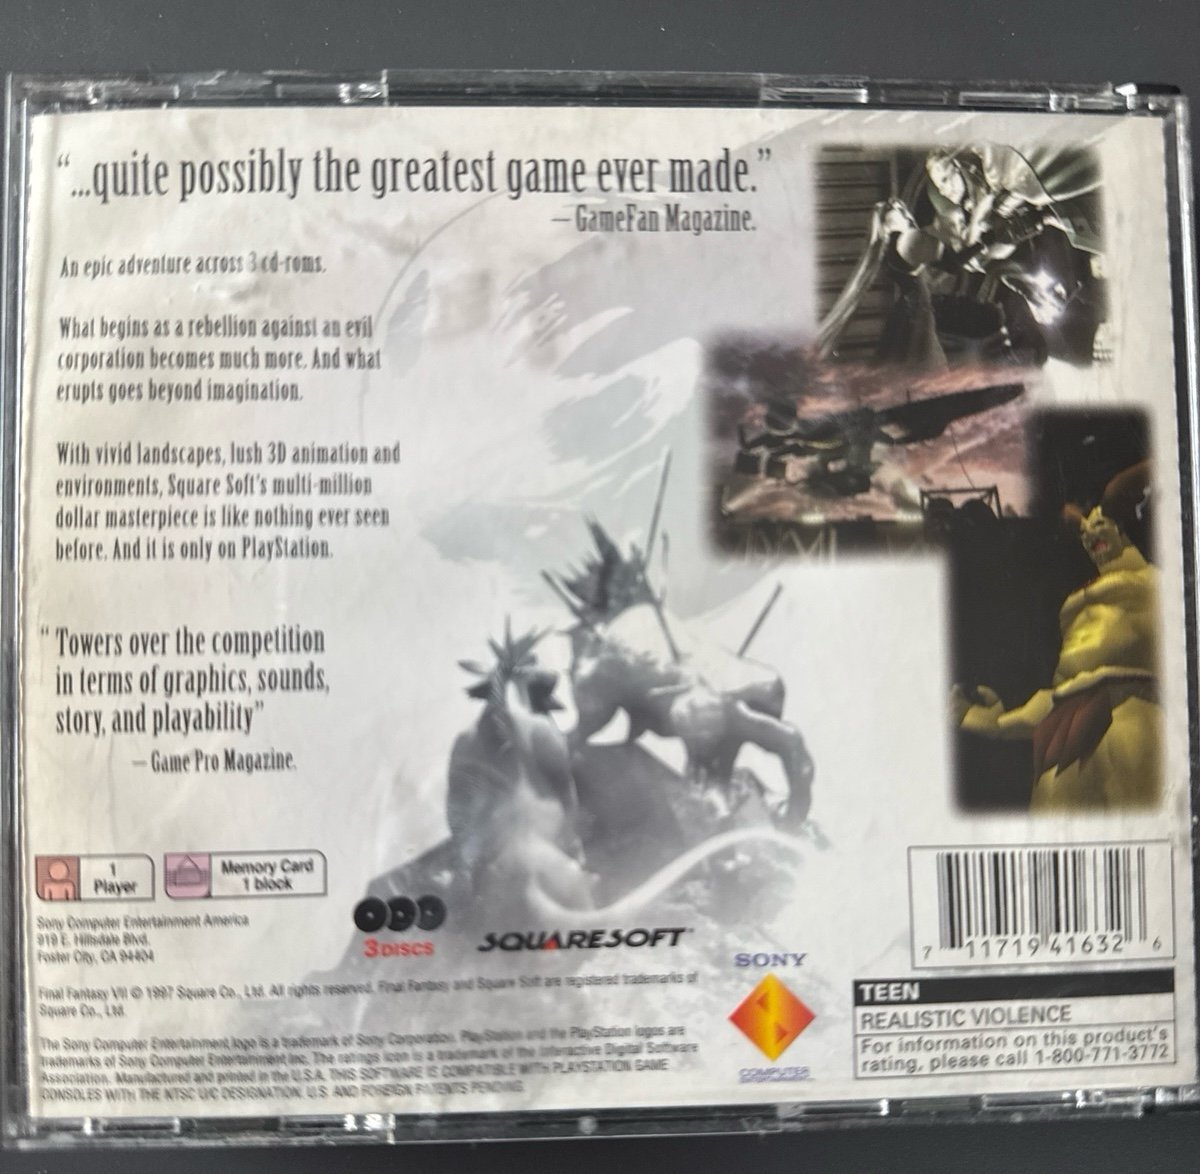 “...quite possibly the greatest game ever made.”
— GameFan Magazine.
An epic adventure across 3 cd-roms.
What begins as a rebellion against an evil
corporation becomes much more. And what
erupts goes beyond imagination.
With vivid landscapes, lush 3D animation and
environments, Square Soft's multi-million
dollar masterpiece is like nothing ever seen
before. And it is only on PlayStation.
“Towers over the competition
in terms of graphics, sounds,
story, and playability”
— Game Pro Magazine.
1
Player
Memory Card
1 block
Sony Computer Entertainment America
919 E. Hillsdale Blvd.
Foster City, CA 94404
3 DISCS
SQUARESOFT
Final Fantasy VII © 1997 Square Co., Ltd. All rights reserved. Final Fantasy and Square Soft are registered trademarks of
Square Co., Ltd.
The Sony Computer Entertainment logo is a trademark of Sony Corporation. PlayStation and the PlayStation logos are
trademarks of Sony Computer Entertainment Inc. The ratings icon is a trademark of the Interactive Digital Software
Association. Manufactured and printed in the U.S.A. THIS SOFTWARE IS COMPATIBLE WITH PLAYSTATION GAME
CONSOLES WITH THE NTSC U/C DESIGNATION. U.S. AND FOREIGN PATENTS PENDING.
SONY
COMPUTER
ENTERTAINMENT
7 11719 41632 6
TEEN
REALISTIC VIOLENCE
For information on this product's
rating, please call 1-800-771-3772